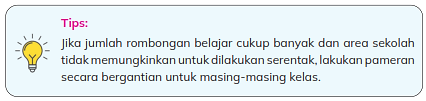 Tips:
Jika jumlah rombongan belajar cukup banyak dan area sekolah
tidak memungkinkan untuk dilakukan serentak, lakukan pameran
secara bergantian untuk masing-masing kelas.